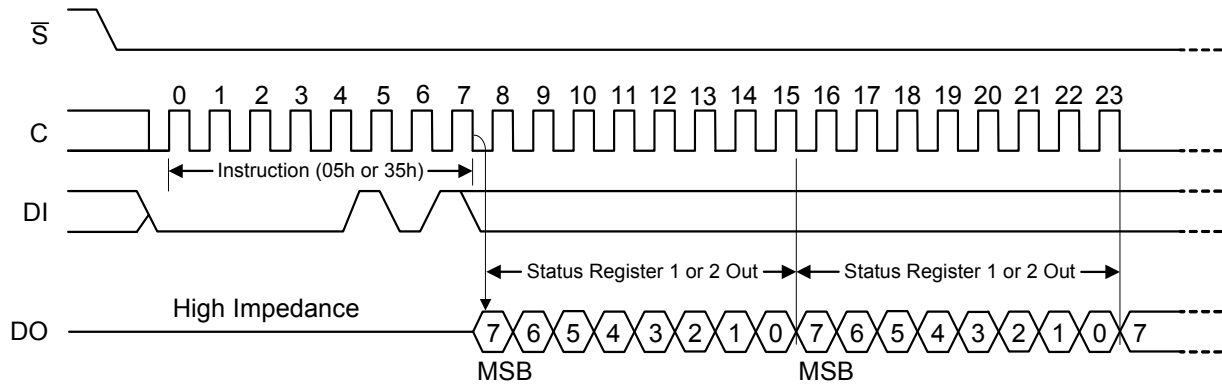 S
0 1 2 3 4 5 6 7 8 9 10 11 12 13 14 15 16 17 18 19 20 21 22 23
C
Instruction (05h or 35h)
DI
Status Register 1 or 2 Out Status Register 1 or 2 Out
High Impedance
DO 7 6 5 4 3 2 1 0 7 6 5 4 3 2 1 0 7
MSB MSB